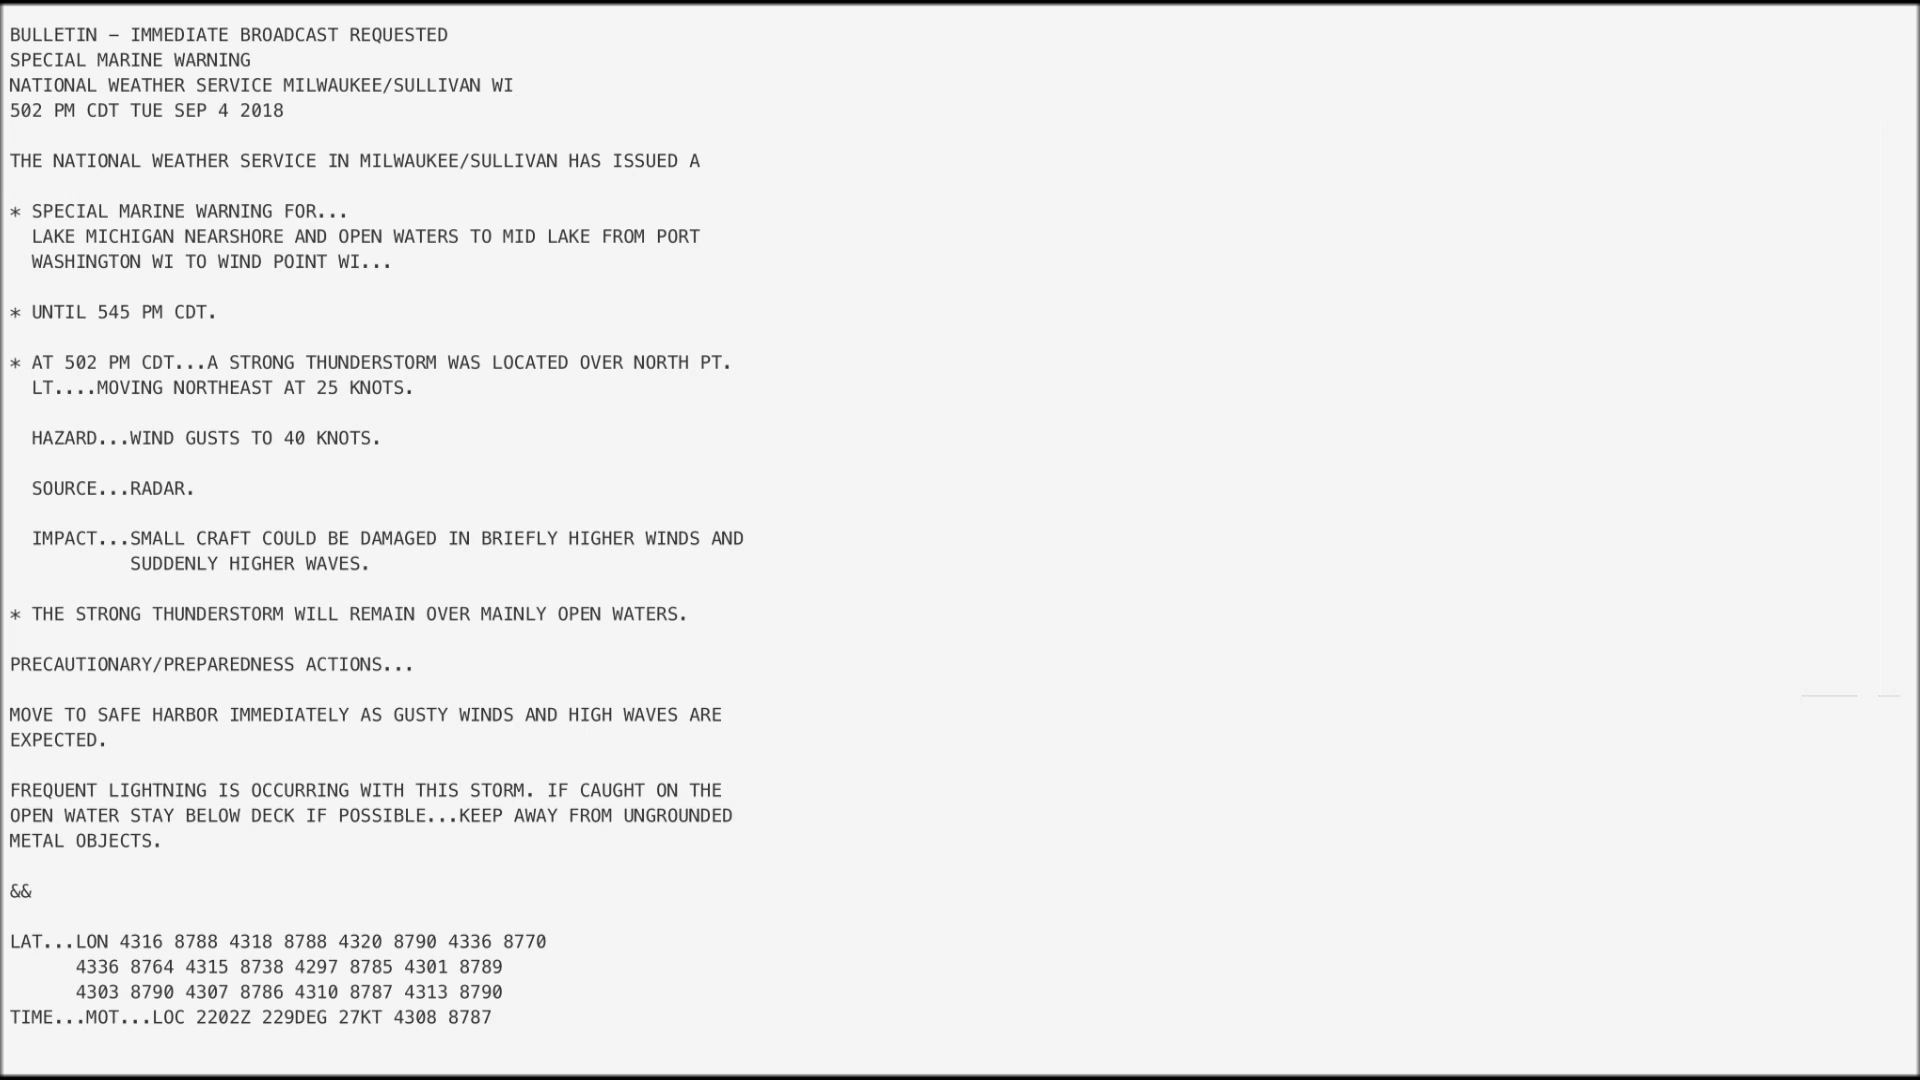 BULLETIN – IMMEDIATE BROADCAST REQUESTED
SPECIAL MARINE WARNING
NATIONAL WEATHER SERVICE MILWAUKEE/SULLIVAN WI
502 PM CDT TUE SEP 4 2018
THE NATIONAL WEATHER SERVICE IN MILWAUKEE/SULLIVAN HAS ISSUED A
* SPECIAL MARINE WARNING FOR...
LAKE MICHIGAN NEARSHORE AND OPEN WATERS TO MID LAKE FROM PORT
WASHINGTON WI TO WIND POINT WI...
* UNTIL 545 PM CDT.
* AT 502 PM CDT...A STRONG THUNDERSTORM WAS LOCATED OVER NORTH PT.
LT....MOVING NORTHEAST AT 25 KNOTS.
HAZARD...WIND GUSTS TO 40 KNOTS.
SOURCE...RADAR.
IMPACT...SMALL CRAFT COULD BE DAMAGED IN BRIEFLY HIGHER WINDS AND
SUDDENLY HIGHER WAVES.
* THE STRONG THUNDERSTORM WILL REMAIN OVER MAINLY OPEN WATERS.
PRECAUTIONARY/PREPAREDNESS ACTIONS...
MOVE TO SAFE HARBOR IMMEDIATELY AS GUSTY WINDS AND HIGH WAVES ARE
EXPECTED.
FREQUENT LIGHTNING IS OCCURRING WITH THIS STORM. IF CAUGHT ON THE
OPEN WATER STAY BELOW DECK IF POSSIBLE...KEEP AWAY FROM UNGROUNDED
METAL OBJECTS.
&&
LAT...LON 4316 8788 4318 8788 4320 8790 4336 8770
4336 8764 4315 8738 4297 8785 4301 8789
4303 8790 4307 8786 4310 8787 4313 8790
TIME...MOT...LOC 2202Z 229DEG 27KT 4308 8787